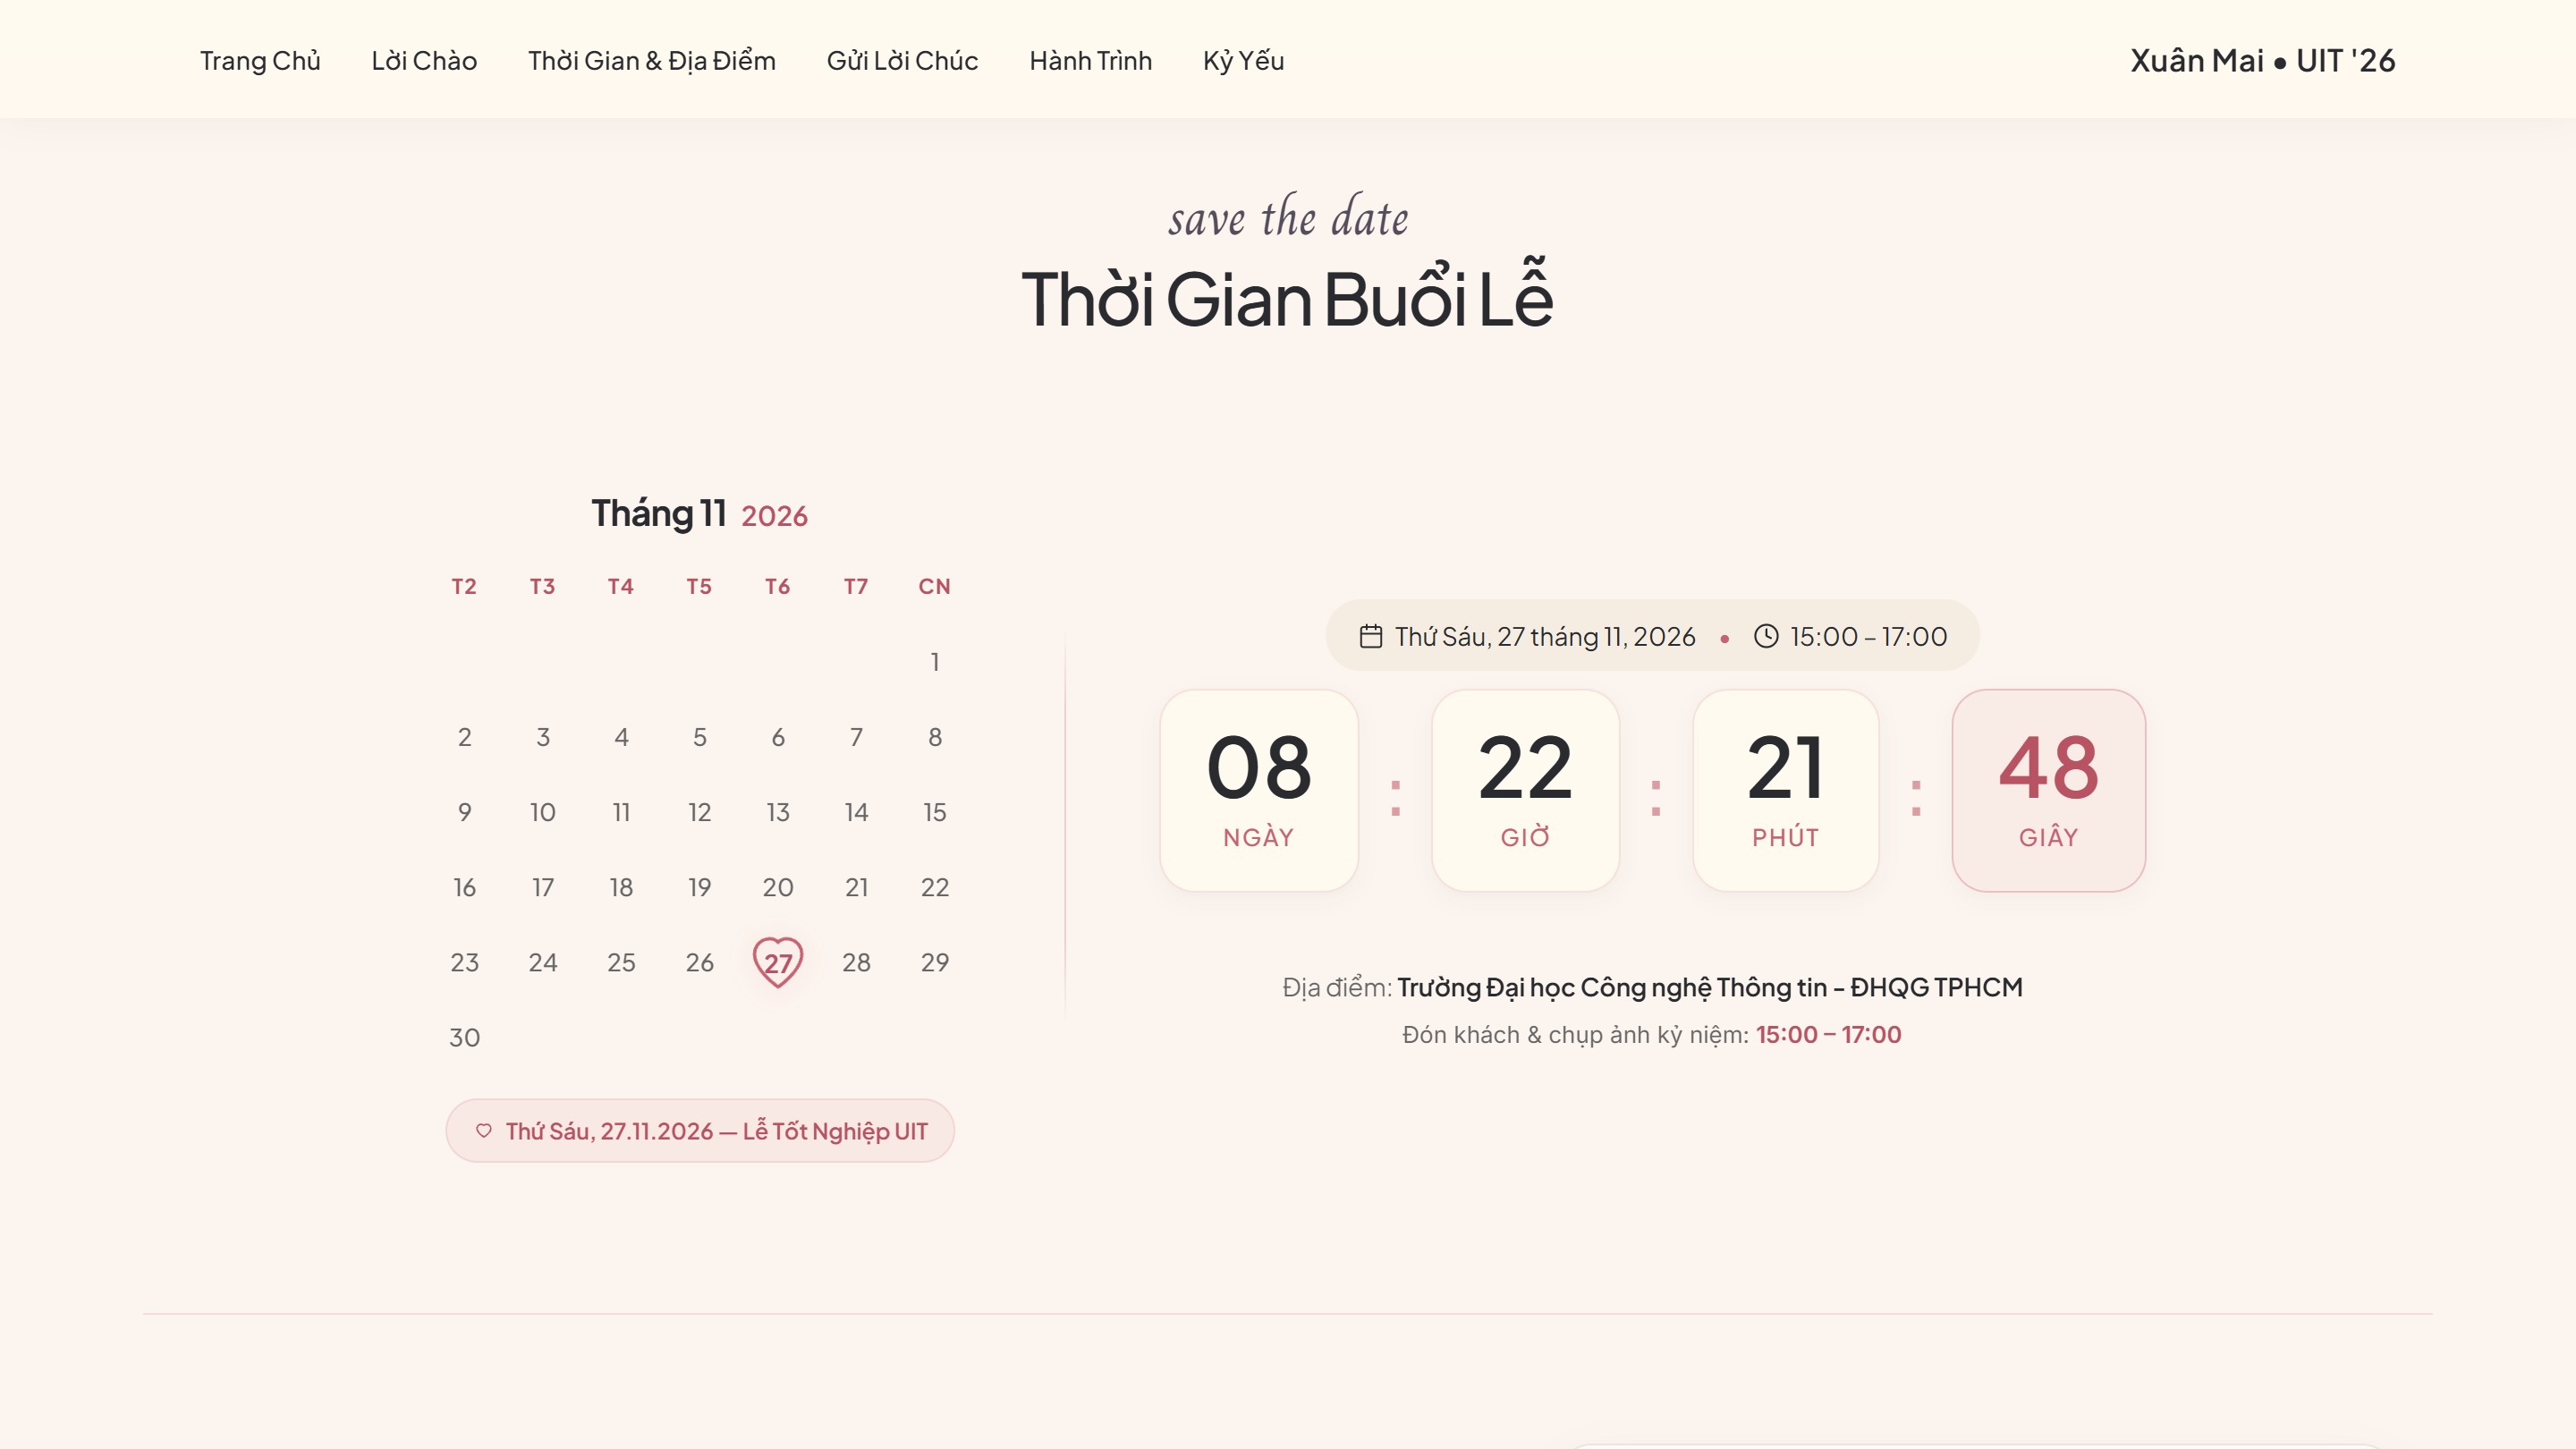 Trang Chủ Lời Chào Thời Gian & Địa Điểm Gửi Lời Chúc Hành Trình Kỷ Yếu Xuân Mai • UIT '26
save the date
Thời Gian Buổi Lễ
Tháng 11 2026
T2 T3 T4 T5 T6 T7 CN
1
2 3 4 5 6 7 8
9 10 11 12 13 14 15
16 17 18 19 20 21 22
23 24 25 26 27 28 29
30
Thứ Sáu, 27.11.2026 — Lễ Tốt Nghiệp UIT
Thứ Sáu, 27 tháng 11, 2026 • 15:00 – 17:00
08 : 22 : 21 : 48
NGÀY GIỜ PHÚT GIÂY
Địa điểm: Trường Đại học Công nghệ Thông tin – ĐHQG TPHCM
Đón khách & chụp ảnh kỷ niệm: 15:00 – 17:00